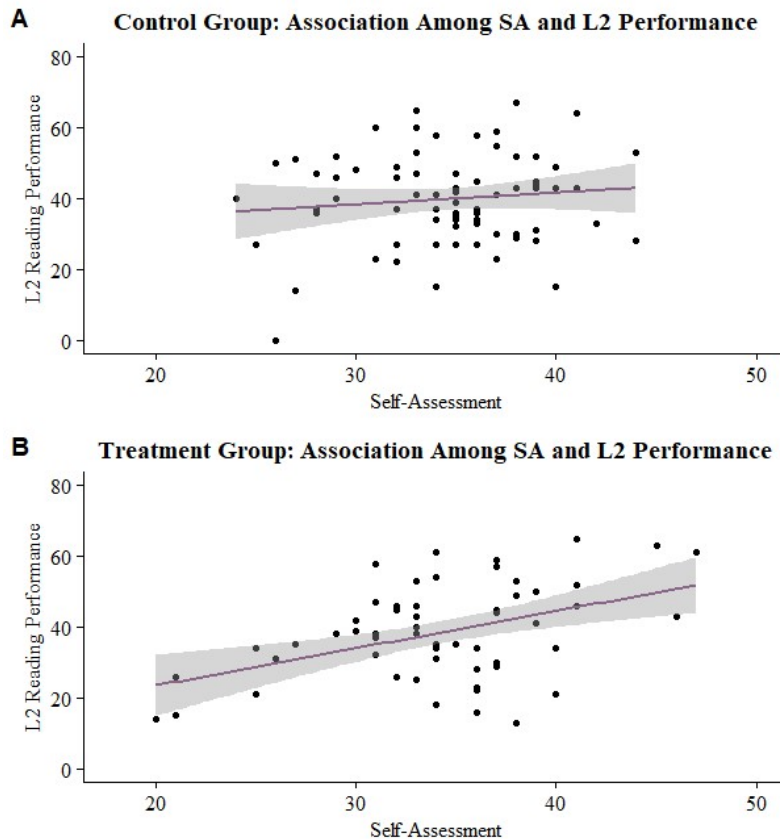 A
Control Group: Association Among SA and L2 Performance
80
60
40
20
0
L2 Reading Performance
20 30 40 50
Self-Assessment
B
Treatment Group: Association Among SA and L2 Performance
80
60
40
20
0
L2 Reading Performance
20 30 40 50
Self-Assessment